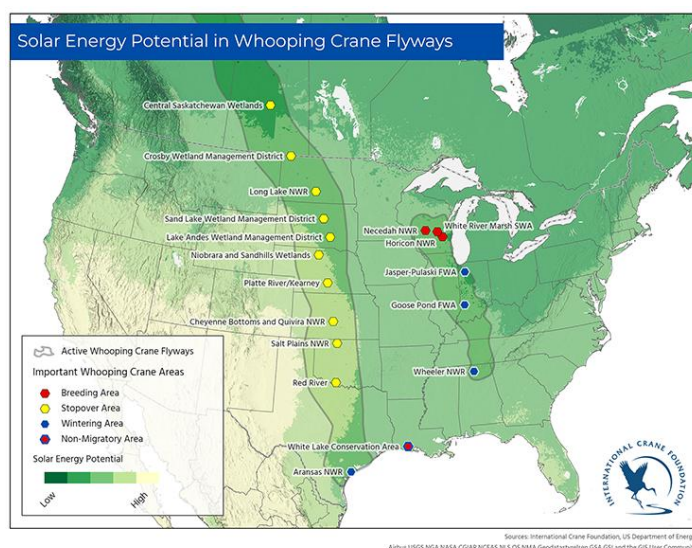 Solar Energy Potential in Whooping Crane Flyways
Central Saskatchewan Wetlands
Crosby Wetland Management District
Long Lake NWR
Sand Lake Wetland Management District
Necedah NWR
White River Marsh SWA
Lake Andes Wetland Management District
Horicon NWR
Niobrara and Sandhills Wetlands
Jasper-Pulaski FWA
Platte River/Kearney
Goose Pond FWA
Cheyenne Bottoms and Quivira NWR
Salt Plains NWR
Wheeler NWR
Red River
White Lake Conservation Area
Aransas NWR
Active Whooping Crane Flyways
Important Whooping Crane Areas
Breeding Area
Stopover Area
Wintering Area
Non-Migratory Area
Solar Energy Potential
Low
High
INTERNATIONAL CRANE FOUNDATION
Sources: International Crane Foundation, US Department of Energy